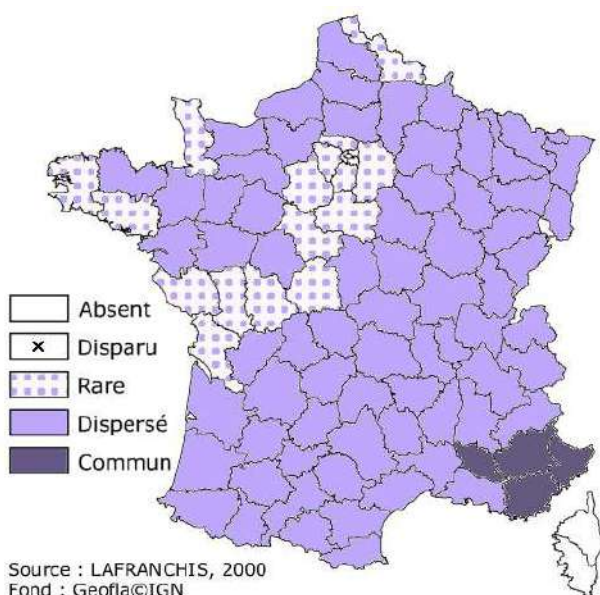 Absent
Disparu
Rare
Dispersé
Commun
Source : LAFRANCHIS, 2000
Fond : Geofla©IGN